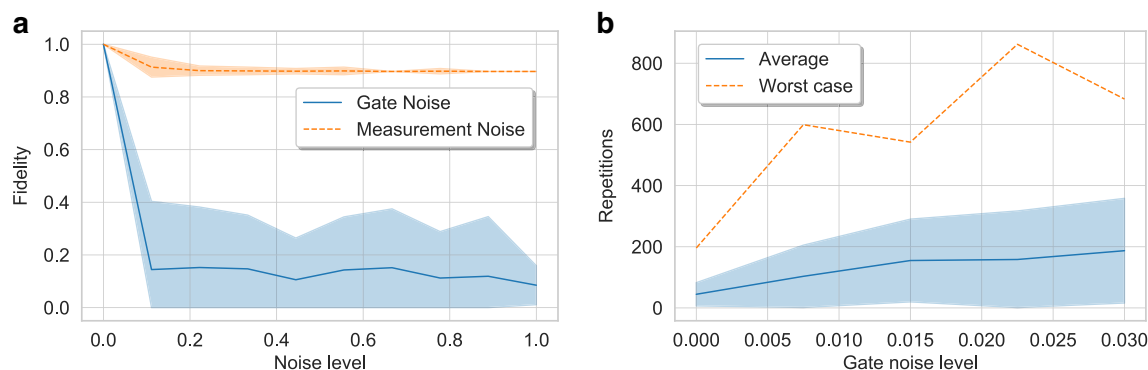 a
Fidelity
1.0
0.8
0.6
0.4
0.2
0.0
Gate Noise
Measurement Noise
0.0 0.2 0.4 0.6 0.8 1.0
Noise level
b
Repetitions
800
600
400
200
0
Average
Worst case
0.000 0.005 0.010 0.015 0.020 0.025 0.030
Gate noise level